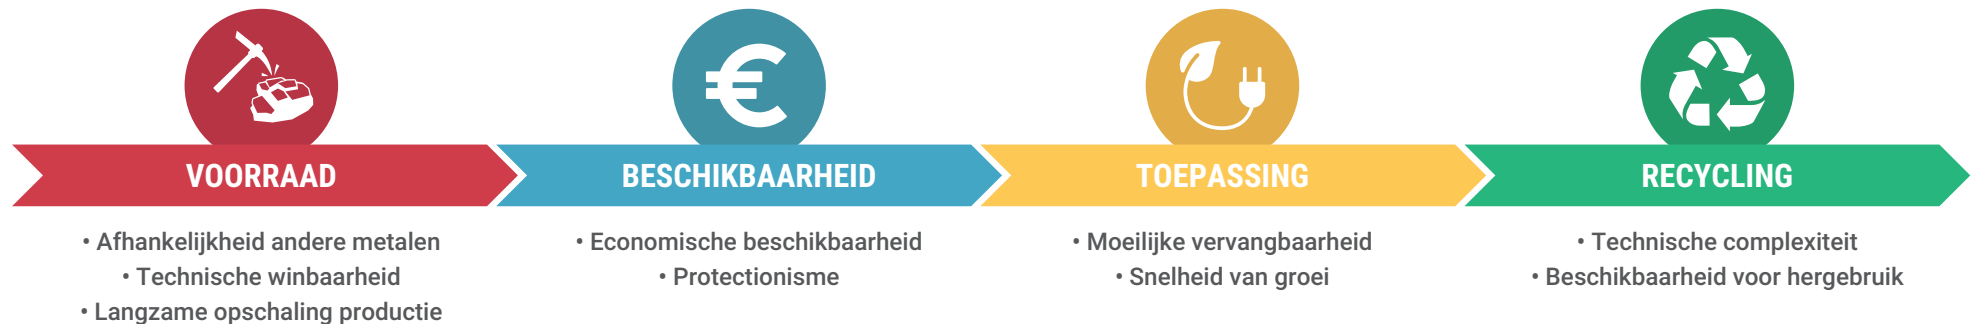 VOORRAAD
• Afhankelijkheid andere metalen
• Technische winbaarheid
• Langzame opschaling productie
BESCHIKBAARHEID
• Economische beschikbaarheid
• Protectionisme
TOEPASSING
• Moeilijke vervangbaarheid
• Snelheid van groei
RECYCLING
• Technische complexiteit
• Beschikbaarheid voor hergebruik